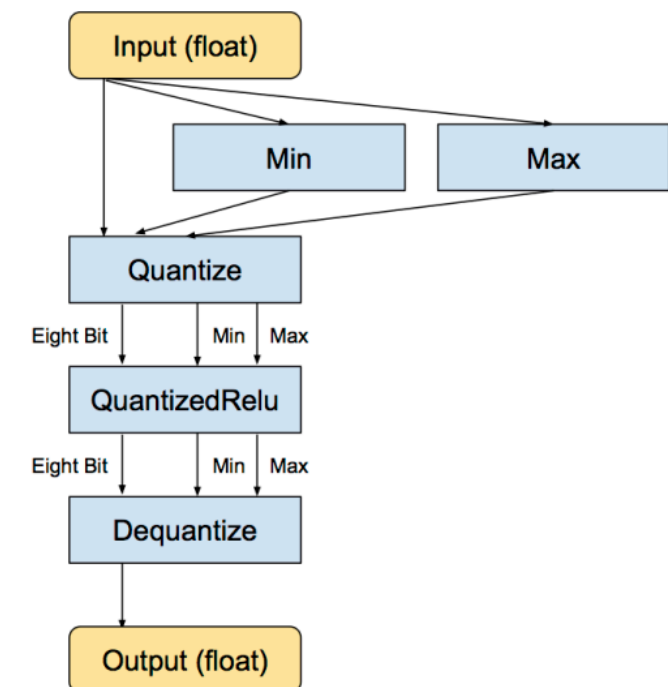 Input (float)
Min
Max
Quantize
Eight Bit
Min
Max
QuantizedRelu
Eight Bit
Min
Max
Dequantize
Output (float)